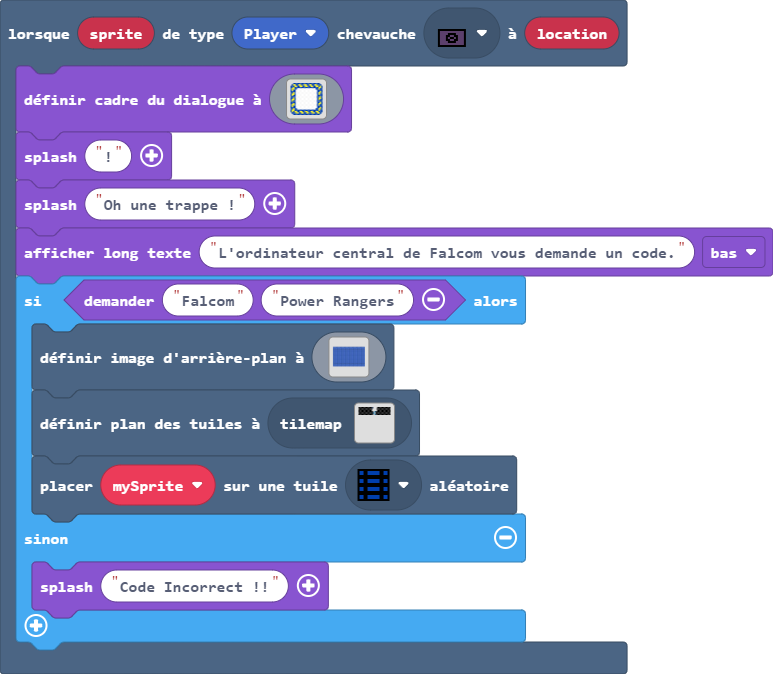 lorsque sprite de type Player chevauche à location
définir cadre du dialogue à
splash "!"
splash "Oh une trappe !"
afficher long texte "L'ordinateur central de Falcom vous demande un code." bas
si demander "Falcom" "Power Rangers" alors
définir image d'arrière-plan à
définir plan des tuiles à tilemap
placer mySprite sur une tuile aléatoire
sinon
splash "Code Incorrect !!"